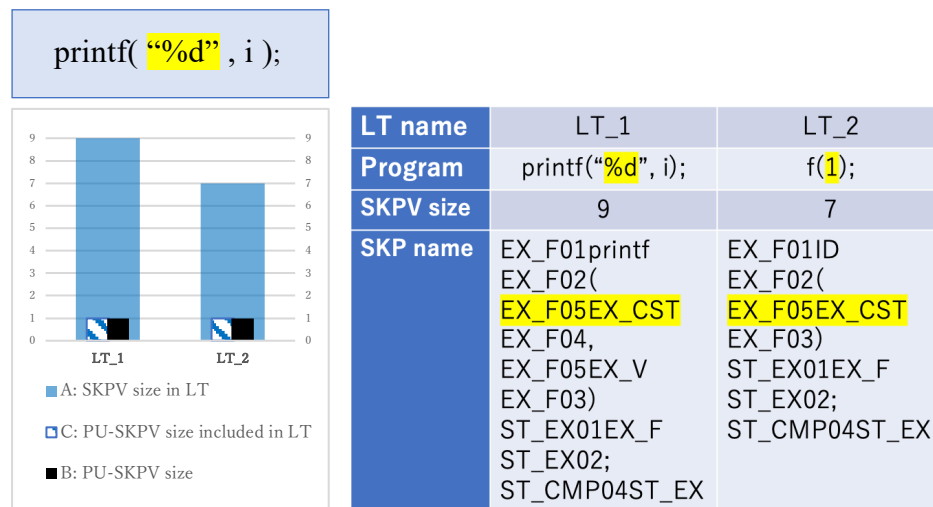 printf( “%d” , i );
9
8
7
6
5
4
3
2
1
0
9
8
7
6
5
4
3
2
1
0
LT_1 LT_2
A: SKPV size in LT
C: PU-SKPV size included in LT
B: PU-SKPV size
LT name LT_1 LT_2
Program printf(“%d”, i); f(1);
SKPV size 9 7
SKP name
EX_F01printf
EX_F02(
EX_F05EX_CST
EX_F04,
EX_F05EX_V
EX_F03)
ST_EX01EX_F
ST_EX02;
ST_CMP04ST_EX
EX_F01ID
EX_F02(
EX_F05EX_CST
EX_F03)
ST_EX01EX_F
ST_EX02;
ST_CMP04ST_EX